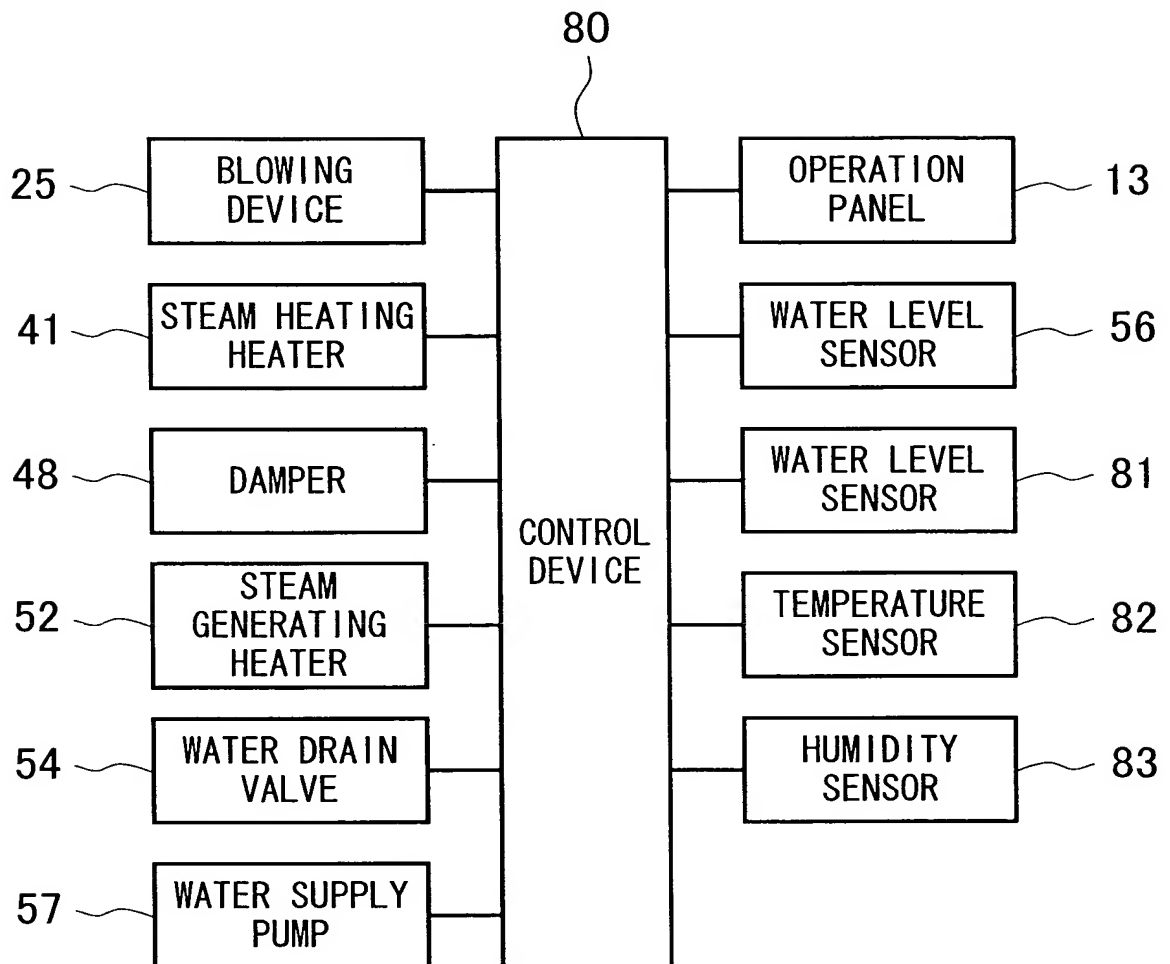 80
25
BLOWING
DEVICE
OPERATION
PANEL
13
41
STEAM HEATING
HEATER
WATER LEVEL
SENSOR
56
48
DAMPER
WATER LEVEL
SENSOR
81
CONTROL
DEVICE
52
STEAM
GENERATING
HEATER
TEMPERATURE
SENSOR
82
54
WATER DRAIN
VALVE
HUMIDITY
SENSOR
83
57
WATER SUPPLY
PUMP